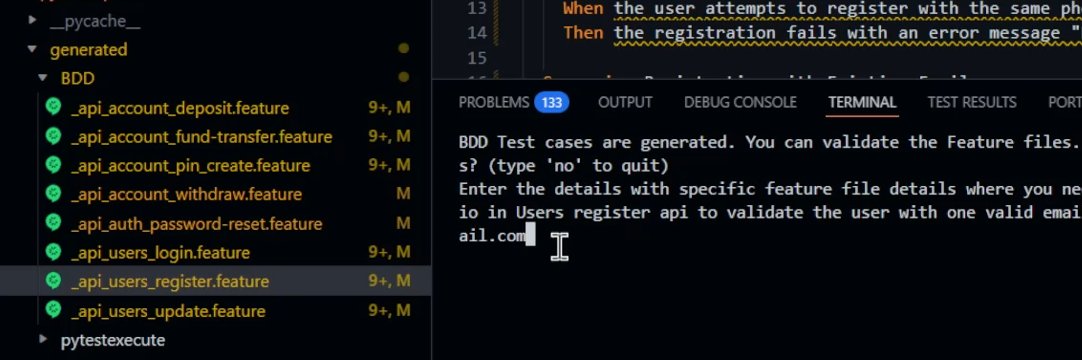 __pycache__
generated
BDD
_api_account_deposit.feature 9+, M
_api_account_fund-transfer.feature 9+, M
_api_account_pin_create.feature 9+, M
_api_account_withdraw.feature M
_api_auth_password-reset.feature M
_api_users_login.feature 9+, M
_api_users_register.feature 9+, M
_api_users_update.feature 9+, M
pytestexecute
13 When the user attempts to register with the same
14 Then the registration fails with an error message "
15
PROBLEMS 133 OUTPUT DEBUG CONSOLE TERMINAL TEST RESULTS
BDD Test cases are generated. You can validate the Feature files.
s? (type 'no' to quit)
Enter the details with specific feature file details where you
io in Users register api to validate the user with one valid
ail.com